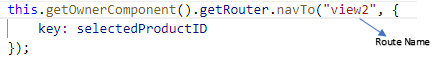 this.getOwnerComponent().getRouter.navTo("view2", {
key: selectedProductID
});
Route Name